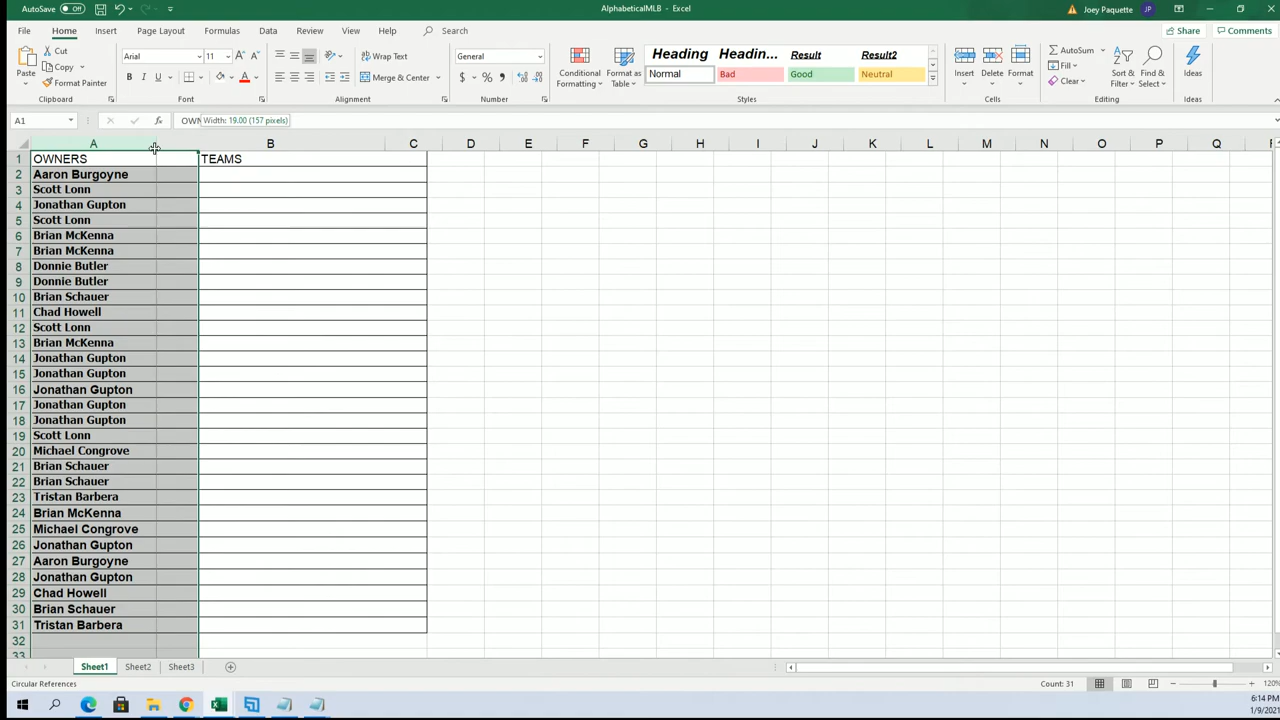 AutoSave Off AlphabeticalMLB - Excel Joey Paquette JP
File Home Insert Page Layout Formulas Data Review View Help Search Share Comments
Paste Cut Copy Format Painter Clipboard
Arial 11 B I U A Font
Wrap Text Merge & Center Alignment
General $ % , Number
Conditional Formatting Format as Table
Heading Headin... Result Result2
Normal Bad Good Neutral
Styles
Insert Delete Format Cells
AutoSum Fill Clear Sort & Filter Find & Select Editing
Ideas Ideas
A1 fx OWN Width: 19.00 (157 pixels)
A B C D E F G H I J K L M N O P Q
1 OWNERS TEAMS
2 Aaron Burgoyne
3 Scott Lonn
4 Jonathan Gupton
5 Scott Lonn
6 Brian McKenna
7 Brian McKenna
8 Donnie Butler
9 Donnie Butler
10 Brian Schauer
11 Chad Howell
12 Scott Lonn
13 Brian McKenna
14 Jonathan Gupton
15 Jonathan Gupton
16 Jonathan Gupton
17 Jonathan Gupton
18 Jonathan Gupton
19 Scott Lonn
20 Michael Congrove
21 Brian Schauer
22 Brian Schauer
23 Tristan Barbera
24 Brian McKenna
25 Michael Congrove
26 Jonathan Gupton
27 Aaron Burgoyne
28 Jonathan Gupton
29 Chad Howell
30 Brian Schauer
31 Tristan Barbera
32
33
Sheet1 Sheet2 Sheet3
Circular References Count: 31 120%
6:14 PM
1/9/2021